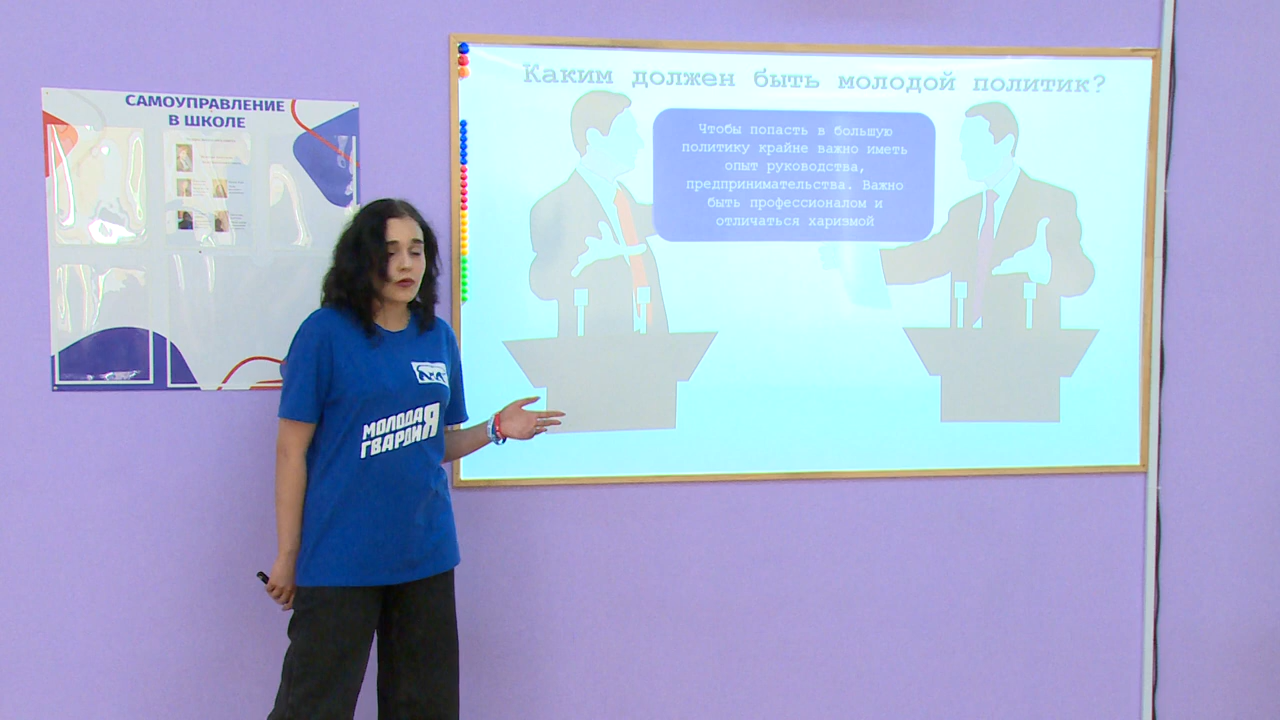 САМОУПРАВЛЕНИЕ
В ШКОЛЕ
Каким должен быть молодой политик?
Чтобы попасть в большую
политику крайне важно иметь
опыт руководства,
предпринимательства. Важно
быть профессионалом и
отличаться харизмой
МОЛОДАЯ
ГВАРДИЯ